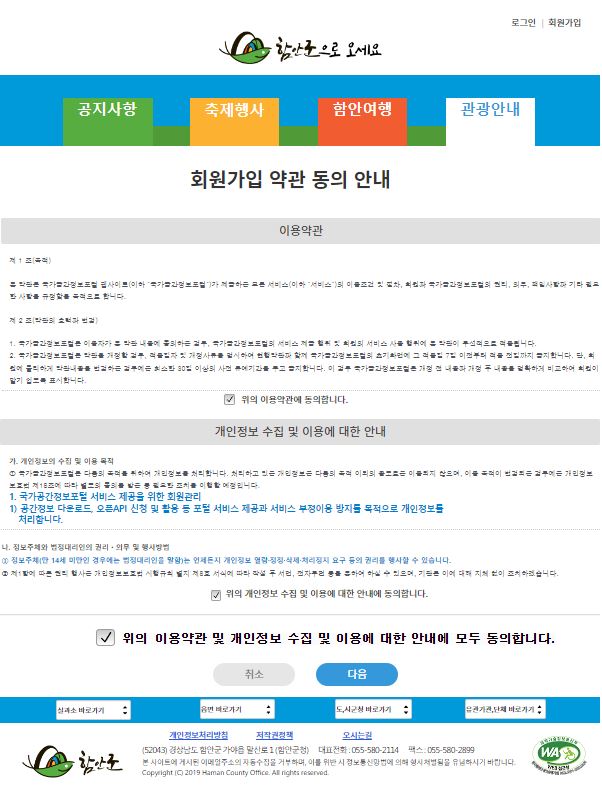 로그인 | 회원가입
함안군으로 오세요
공지사항 축제행사 함안여행 관광안내
회원가입 약관 동의 안내
이용약관
제 1 조(목적)
본 약관은 국가공간정보포털 웹사이트(이하 "국가공간정보포털")가 제공하는 모든 서비스(이하 "서비스")의 이용조건 및 절차, 회원과 국가공간정보포털의 권리, 의무, 책임사항과 기타 필요
한 사항을 규정함을 목적으로 합니다.
제 2 조(약관의 효력과 변경)
1. 국가공간정보포털은 이용자가 본 약관 내용에 동의하는 경우, 국가공간정보포털의 서비스 제공 행위 및 회원의 서비스 사용 행위에 본 약관이 우선적으로 적용됩니다.
2. 국가공간정보포털은 약관을 개정할 경우, 적용일자 및 개정사유를 명시하여 현행약관과 함께 국가공간정보포털의 초기화면에 그 적용일 7일 이전부터 적용 전일까지 공지합니다. 단, 회
원에 불리하게 약관내용을 변경하는 경우에는 최소한 30일 이상의 사전 유예기간을 두고 공지합니다. 이 경우 국가공간정보포털은 개정 전 내용과 개정 후 내용을 명확하게 비교하여 회원이
알기 쉽도록 표시합니다.
위의 이용약관에 동의합니다.
개인정보 수집 및 이용에 대한 안내
가. 개인정보의 수집 및 이용 목적
① 국가공간정보포털은 다음의 목적을 위하여 개인정보를 처리합니다. 처리하고 있는 개인정보는 다음의 목적 이외의 용도로는 이용되지 않으며, 이용 목적이 변경되는 경우에는 개인정보
보호법 제18조에 따라 별도의 동의를 받는 등 필요한 조치를 이행할 예정입니다.
1. 국가공간정보포털 서비스 제공을 위한 회원관리
1) 공간정보 다운로드, 오픈API 신청 및 활용 등 포털 서비스 제공과 서비스 부정이용 방지를 목적으로 개인정보를
처리합니다.
나. 정보주체와 법정대리인의 권리ㆍ의무 및 행사방법
① 정보주체(만 14세 미만인 경우에는 법정대리인을 말함)는 언제든지 개인정보 열람·정정·삭제·처리정지 요구 등의 권리를 행사할 수 있습니다.
② 제1항에 따른 권리 행사는 개인정보보호법 시행규칙 별지 제8호 서식에 따라 작성 후 서면, 전자우편 등을 통하여 하실 수 있으며, 기관은 이에 대해 지체 없이 조치하겠습니다.
위의 개인정보 수집 및 이용에 대한 안내에 동의합니다.
위의 이용약관 및 개인정보 수집 및 이용에 대한 안내에 모두 동의합니다.
취소 다음
실과소 바로가기 읍면 바로가기 도,시군청 바로가기 유관기관,단체 바로가기
개인정보처리방침 저작권정책 오시는길
(52043) 경상남도 함안군 가야읍 말산로 1 (함안군청) 대표전화 : 055-580-2114 팩스 : 055-580-2899
본 사이트에 게시된 이메일주소의 자동수집을 거부하며, 이를 위반 시 정보통신망법에 의해 형사처벌됨을 유념하시기 바랍니다.
Copyright (C) 2019 Haman County Office. All rights reserved.
함안군
WA
WEB 접근성